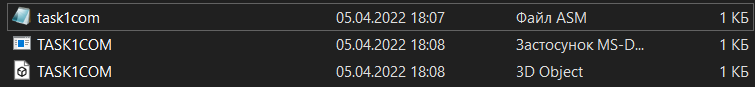 task1com 05.04.2022 18:07 Файл ASM 1 КБ
TASK1COM 05.04.2022 18:08 Застосунок MS-D... 1 КБ
TASK1COM 05.04.2022 18:08 3D Object 1 КБ